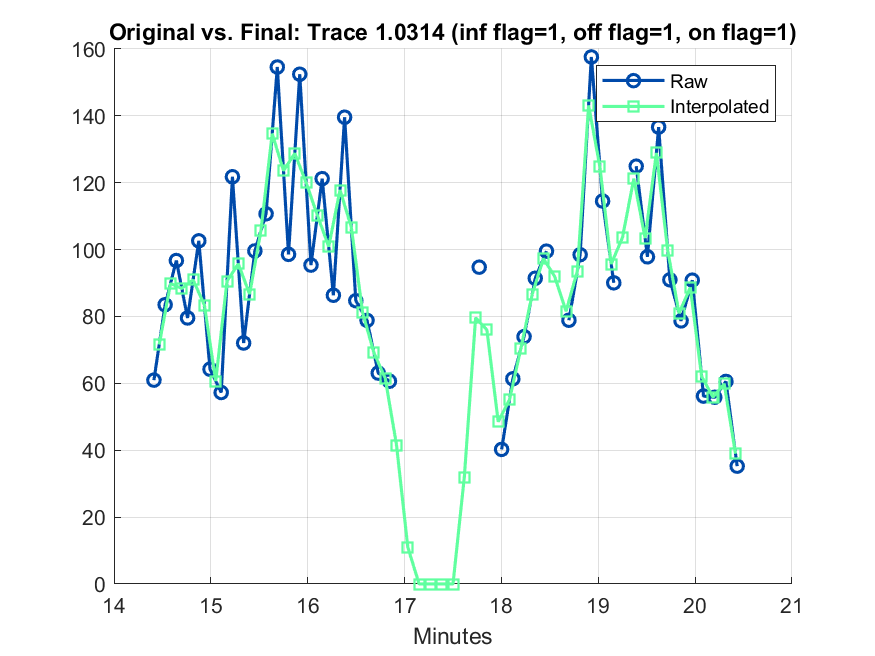 Original vs. Final: Trace 1.0314 (inf flag=1, off flag=1, on flag=1)
160
140
120
100
80
60
40
20
0
Raw
Interpolated
14 15 16 17 18 19 20 21
Minutes